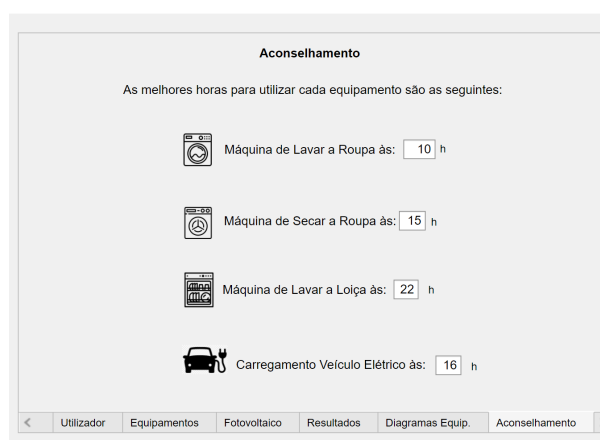 Aconselhamento
As melhores horas para utilizar cada equipamento são as seguintes:
Máquina de Lavar a Roupa às: 10 h
Máquina de Secar a Roupa às: 15 h
Máquina de Lavar a Loiça às: 22 h
Carregamento Veículo Elétrico às: 16 h
< Utilizador Equipamentos Fotovoltaico Resultados Diagramas Equip. Aconselhamento